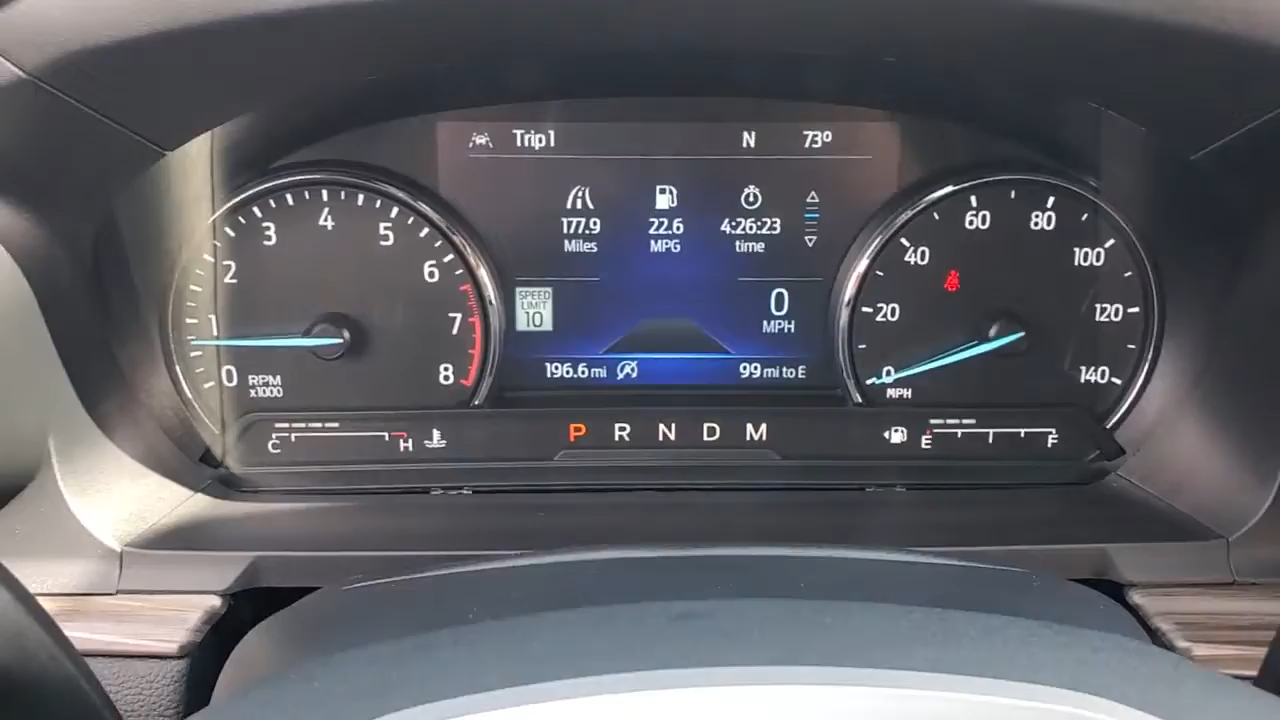 Trip 1 N 73°
177.9 22.6 4:26:23
Miles MPG time
SPEED
LIMIT
10
0
MPH
196.6 mi 99 mi to E
0 1 2 3 4 5 6 7 8
RPM
x1000
0 20 40 60 80 100 120 140
MPH
C H
P R N D M
E F